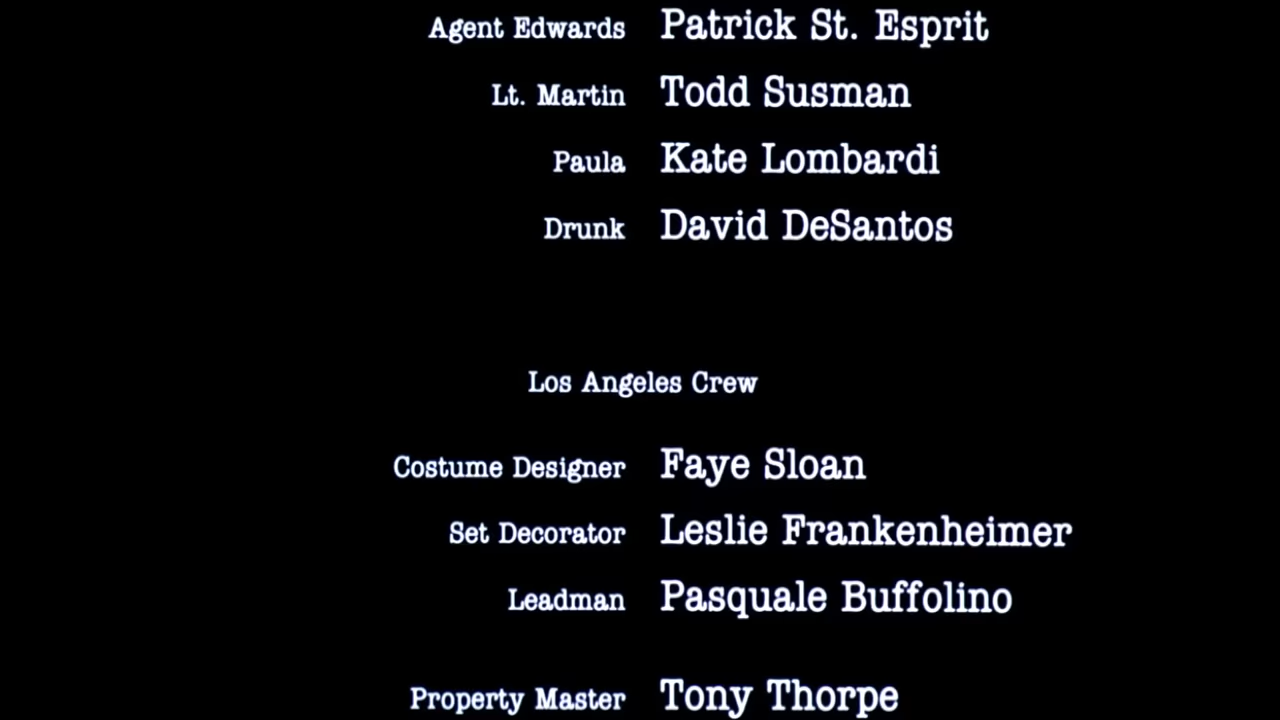 Agent Edwards Patrick St. Esprit
Lt. Martin Todd Susman
Paula Kate Lombardi
Drunk David DeSantos
Los Angeles Crew
Costume Designer Faye Sloan
Set Decorator Leslie Frankenheimer
Leadman Pasquale Buffolino
Property Master Tony Thorpe